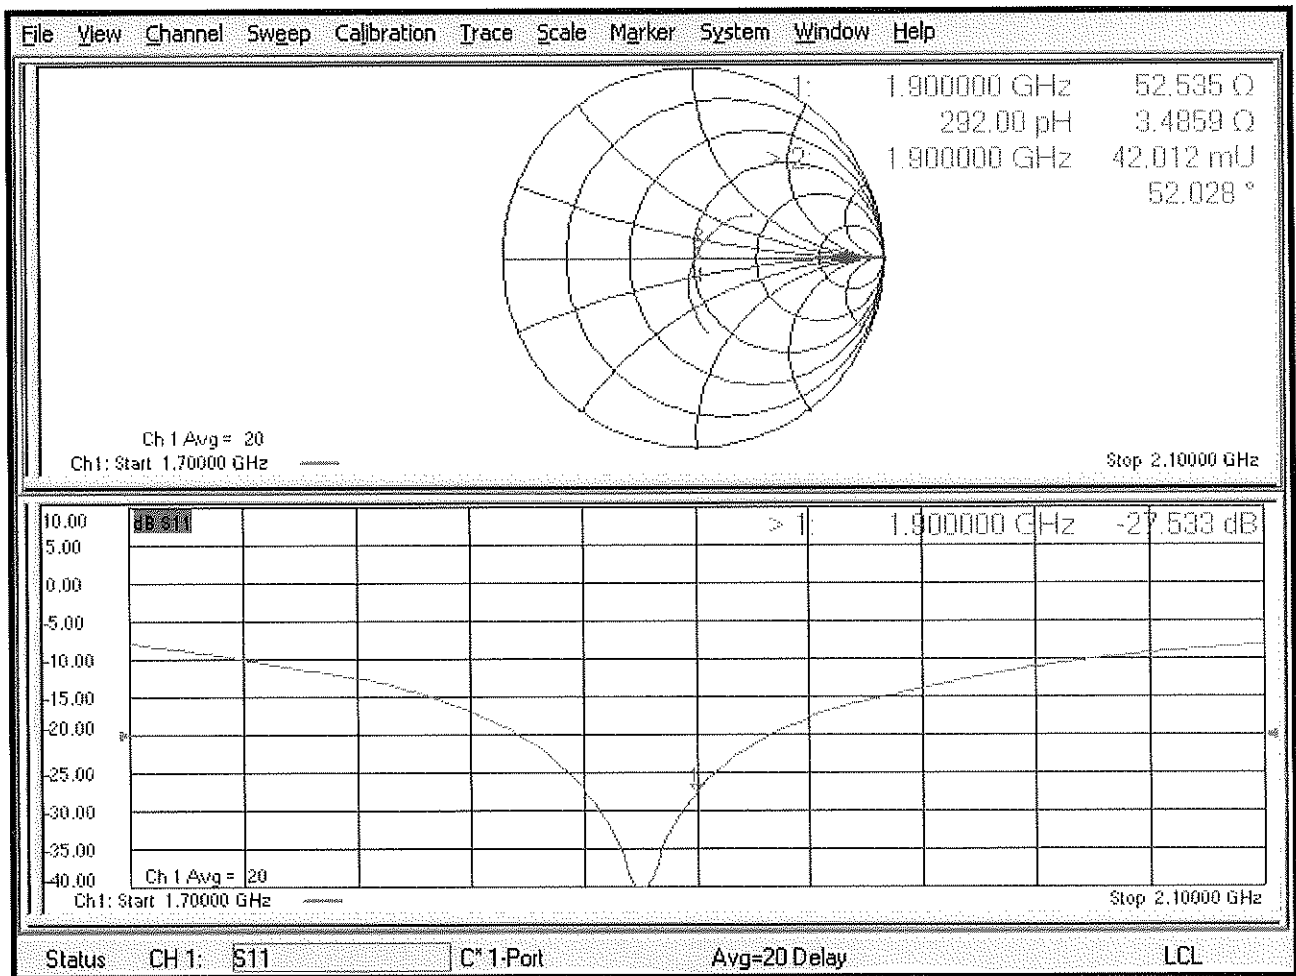 File View Channel Sweep Calibration Trace Scale Marker System Window Help
1: 1.900000 GHz 52.535 Ω
292.00 pH 3.4859 Ω
>2: 1.900000 GHz 42.012 mU
52.028 °
Ch 1 Avg = 20
Ch1: Start 1.70000 GHz
Stop 2.10000 GHz
10.00
dB S11
> 1: 1.900000 GHz -27.533 dB
5.00
0.00
-5.00
-10.00
-15.00
-20.00
-25.00
-30.00
-35.00
-40.00
Ch 1 Avg = 20
Ch1: Start 1.70000 GHz
Stop 2.10000 GHz
Status CH 1: S11 C* 1-Port Avg=20 Delay LCL